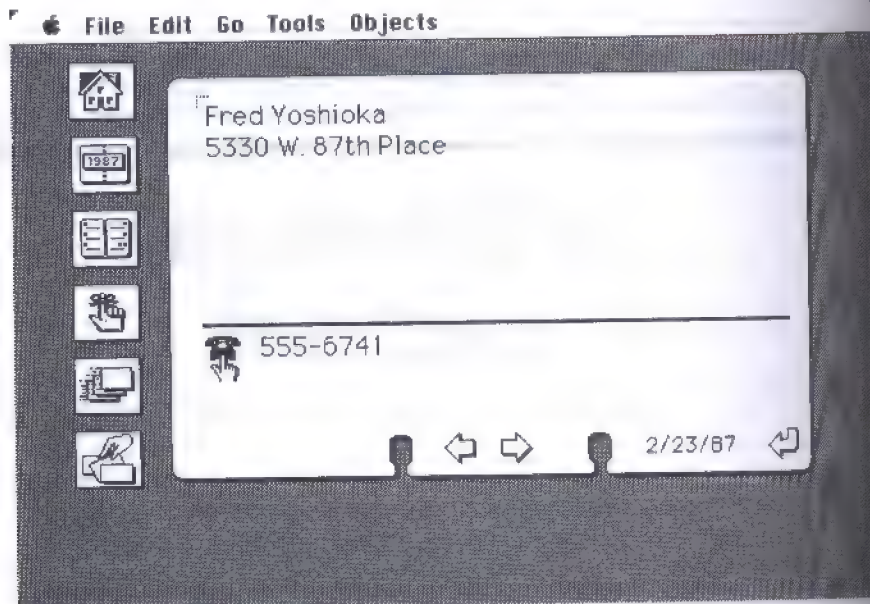 File Edit Go Tools Objects
1987
Fred Yoshioka
5330 W. 87th Place
555-6741
2/23/87